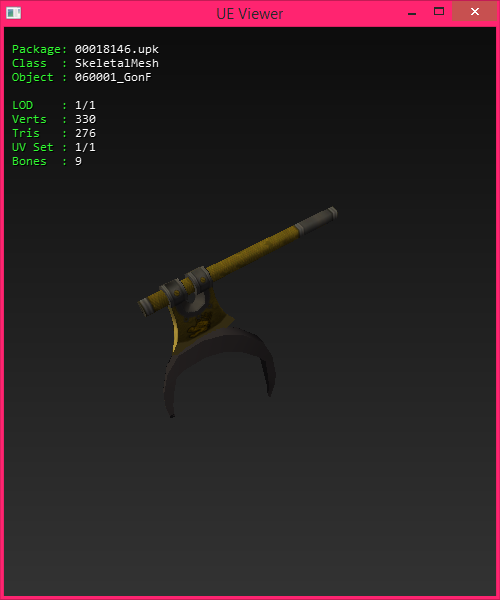 UE Viewer
Package: 00018146.upk
Class  : SkeletalMesh
Object : 060001_GonF
LOD    : 1/1
Verts  : 330
Tris   : 276
UV Set : 1/1
Bones  : 9